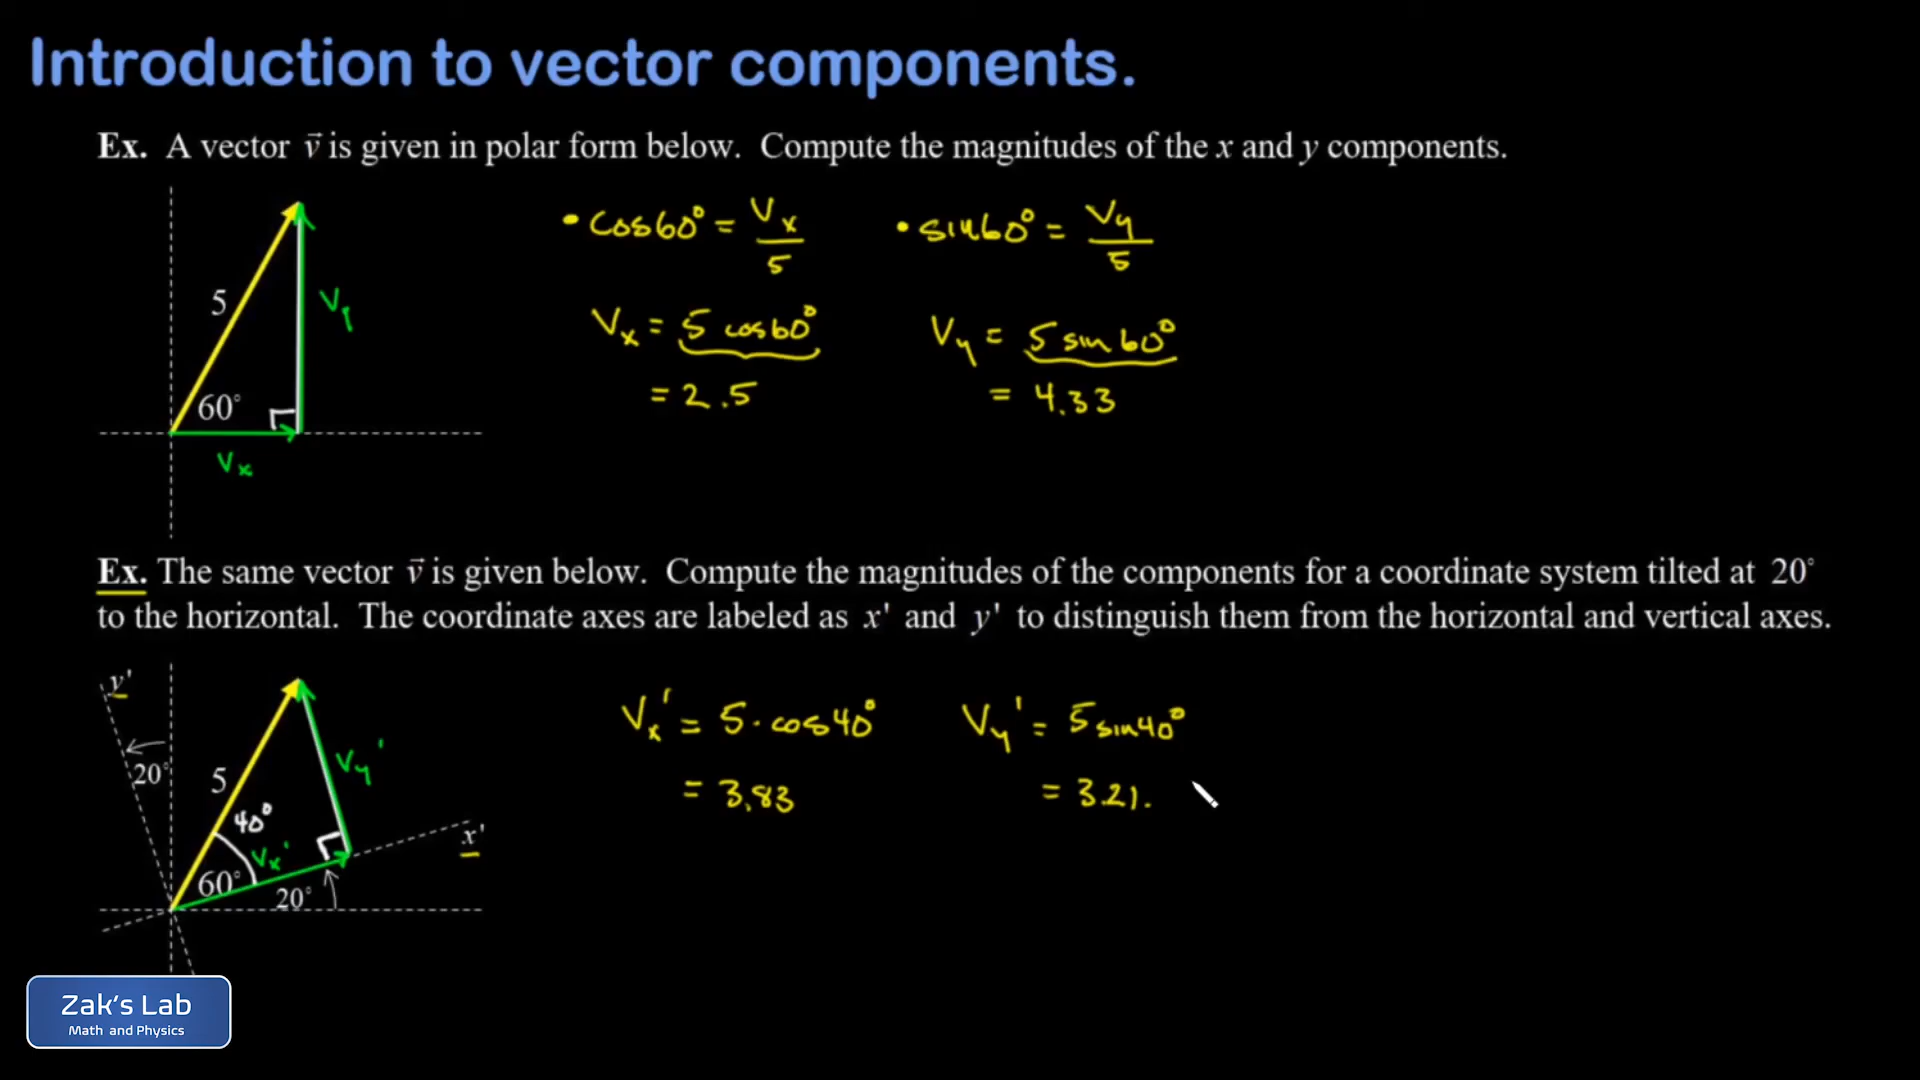 Introduction to vector components.
Ex. A vector v⃗ is given in polar form below. Compute the magnitudes of the x and y components.
5
60°
Vy
Vx
• cos60° = Vx/5
Vx = 5 cos60°
= 2.5
• sin60° = Vy/5
Vy = 5 sin60°
= 4.33
Ex. The same vector v⃗ is given below. Compute the magnitudes of the components for a coordinate system tilted at 20°
to the horizontal. The coordinate axes are labeled as x' and y' to distinguish them from the horizontal and vertical axes.
y'
20°
5
40°
Vy'
Vx'
x'
60°
20°
Vx' = 5 · cos40°
= 3.83
Vy' = 5 sin40°
= 3.21.
Zak's Lab
Math and Physics